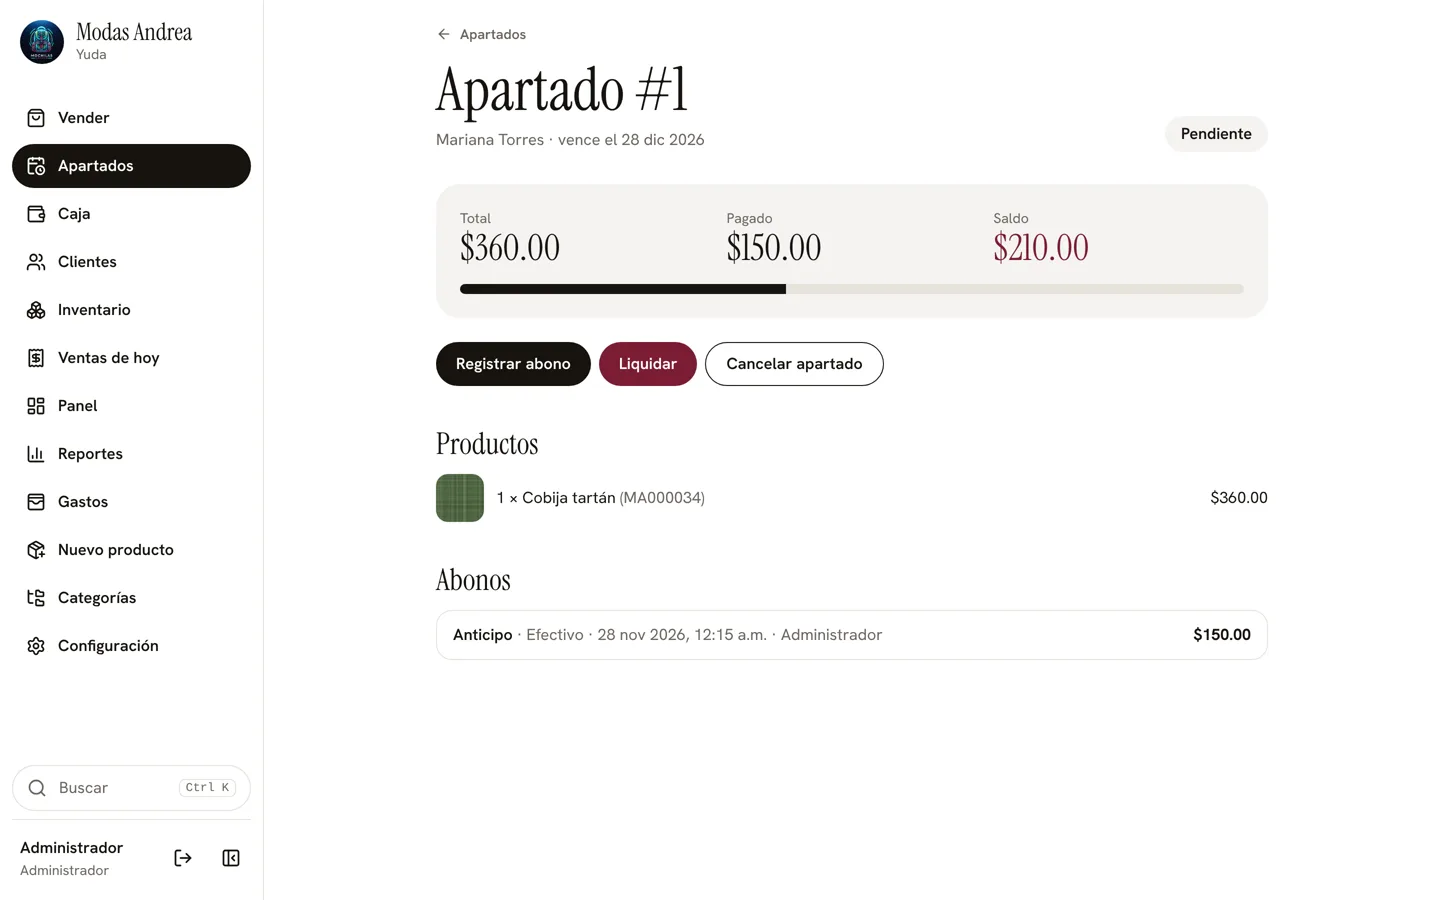 Modas Andrea
Yuda
Vender
Apartados
Caja
Clientes
Inventario
Ventas de hoy
Panel
Reportes
Gastos
Nuevo producto
Categorías
Configuración
Buscar Ctrl K
Administrador
Administrador
Apartados
Apartado #1
Mariana Torres · vence el 28 dic 2026
Pendiente
Total Pagado Saldo
$360.00 $150.00 $210.00
Registrar abono Liquidar Cancelar apartado
Productos
1 × Cobija tartán (MA000034) $360.00
Abonos
Anticipo · Efectivo · 28 nov 2026, 12:15 a.m. · Administrador $150.00